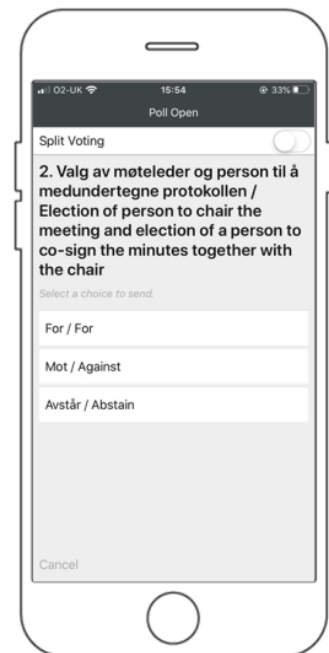 O2-UK 15:54 33%
Poll Open
Split Voting
2. Valg av møteleder og person til å
medundertegne protokollen /
Election of person to chair the
meeting and election of a person to
co-sign the minutes together with
the chair
Select a choice to send.
For / For
Mot / Against
Avstår / Abstain
Cancel